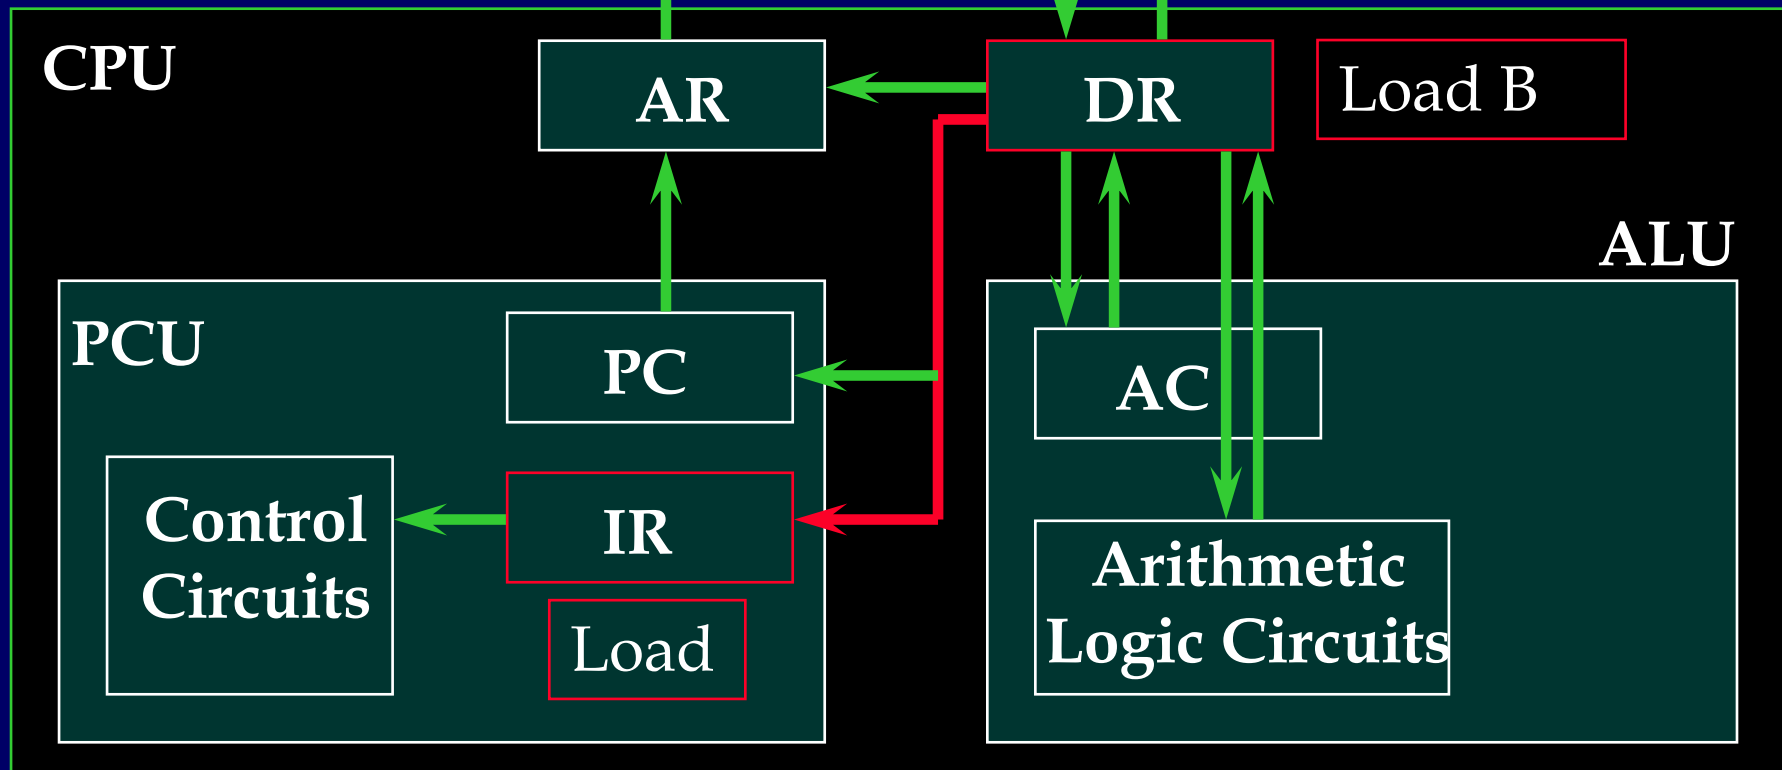 CPU
AR
DR
Load B
ALU
PCU
PC
AC
Control
Circuits
IR
Arithmetic
Logic Circuits
Load